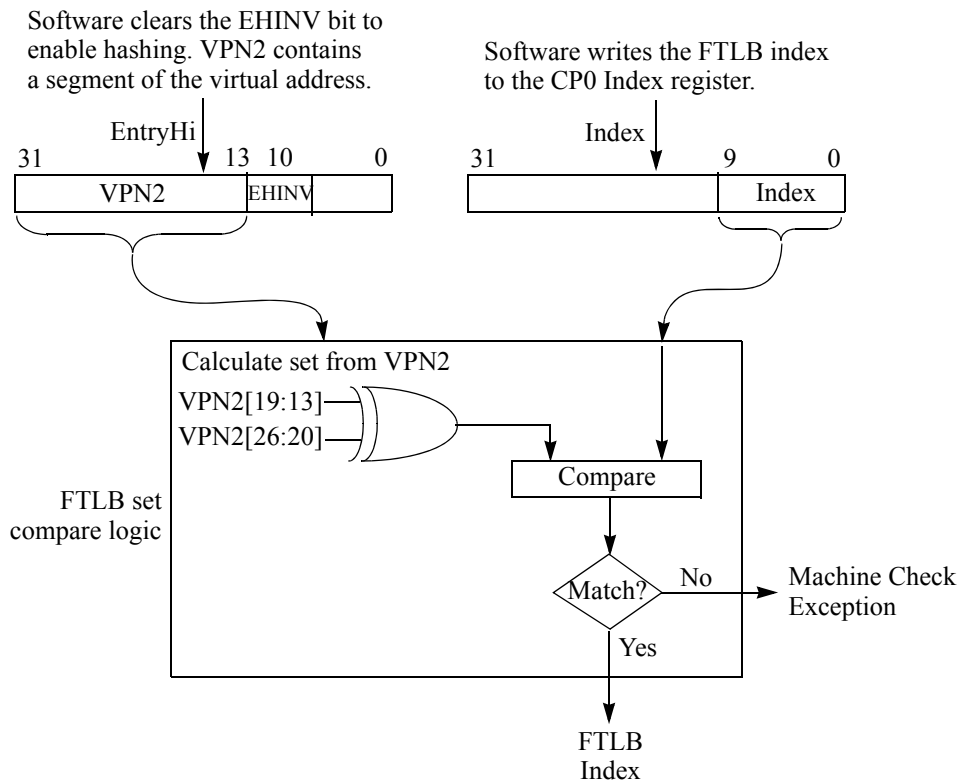 Software clears the EHINV bit to
enable hashing. VPN2 contains
a segment of the virtual address.
Software writes the FTLB index
to the CP0 Index register.
EntryHi
Index
31 13 10 0
31 9 0
VPN2 EHINV
Index
Calculate set from VPN2
VPN2[19:13]
VPN2[26:20]
Compare
FTLB set
compare logic
Match?
No
Machine Check
Exception
Yes
FTLB
Index